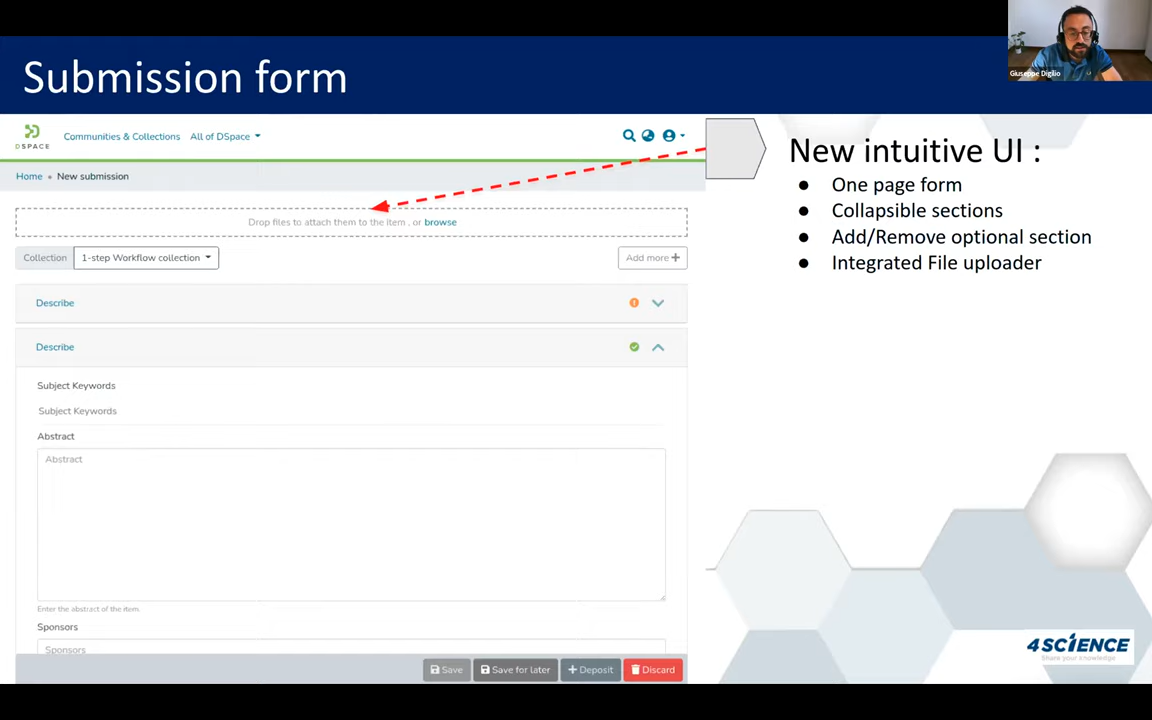 Giuseppe Digilio
Submission form
DSPACE
Communities & Collections All of DSpace
Home • New submission
Drop files to attach them to the item , or browse
Collection 1-step Workflow collection
Add more +
Describe
Describe
Subject Keywords
Subject Keywords
Abstract
Abstract
Enter the abstract of the item.
Sponsors
Sponsors
Save
Save for later
+ Deposit
Discard
New intuitive UI :
● One page form
● Collapsible sections
● Add/Remove optional section
● Integrated File uploader
4SCIENCE
Share your knowledge